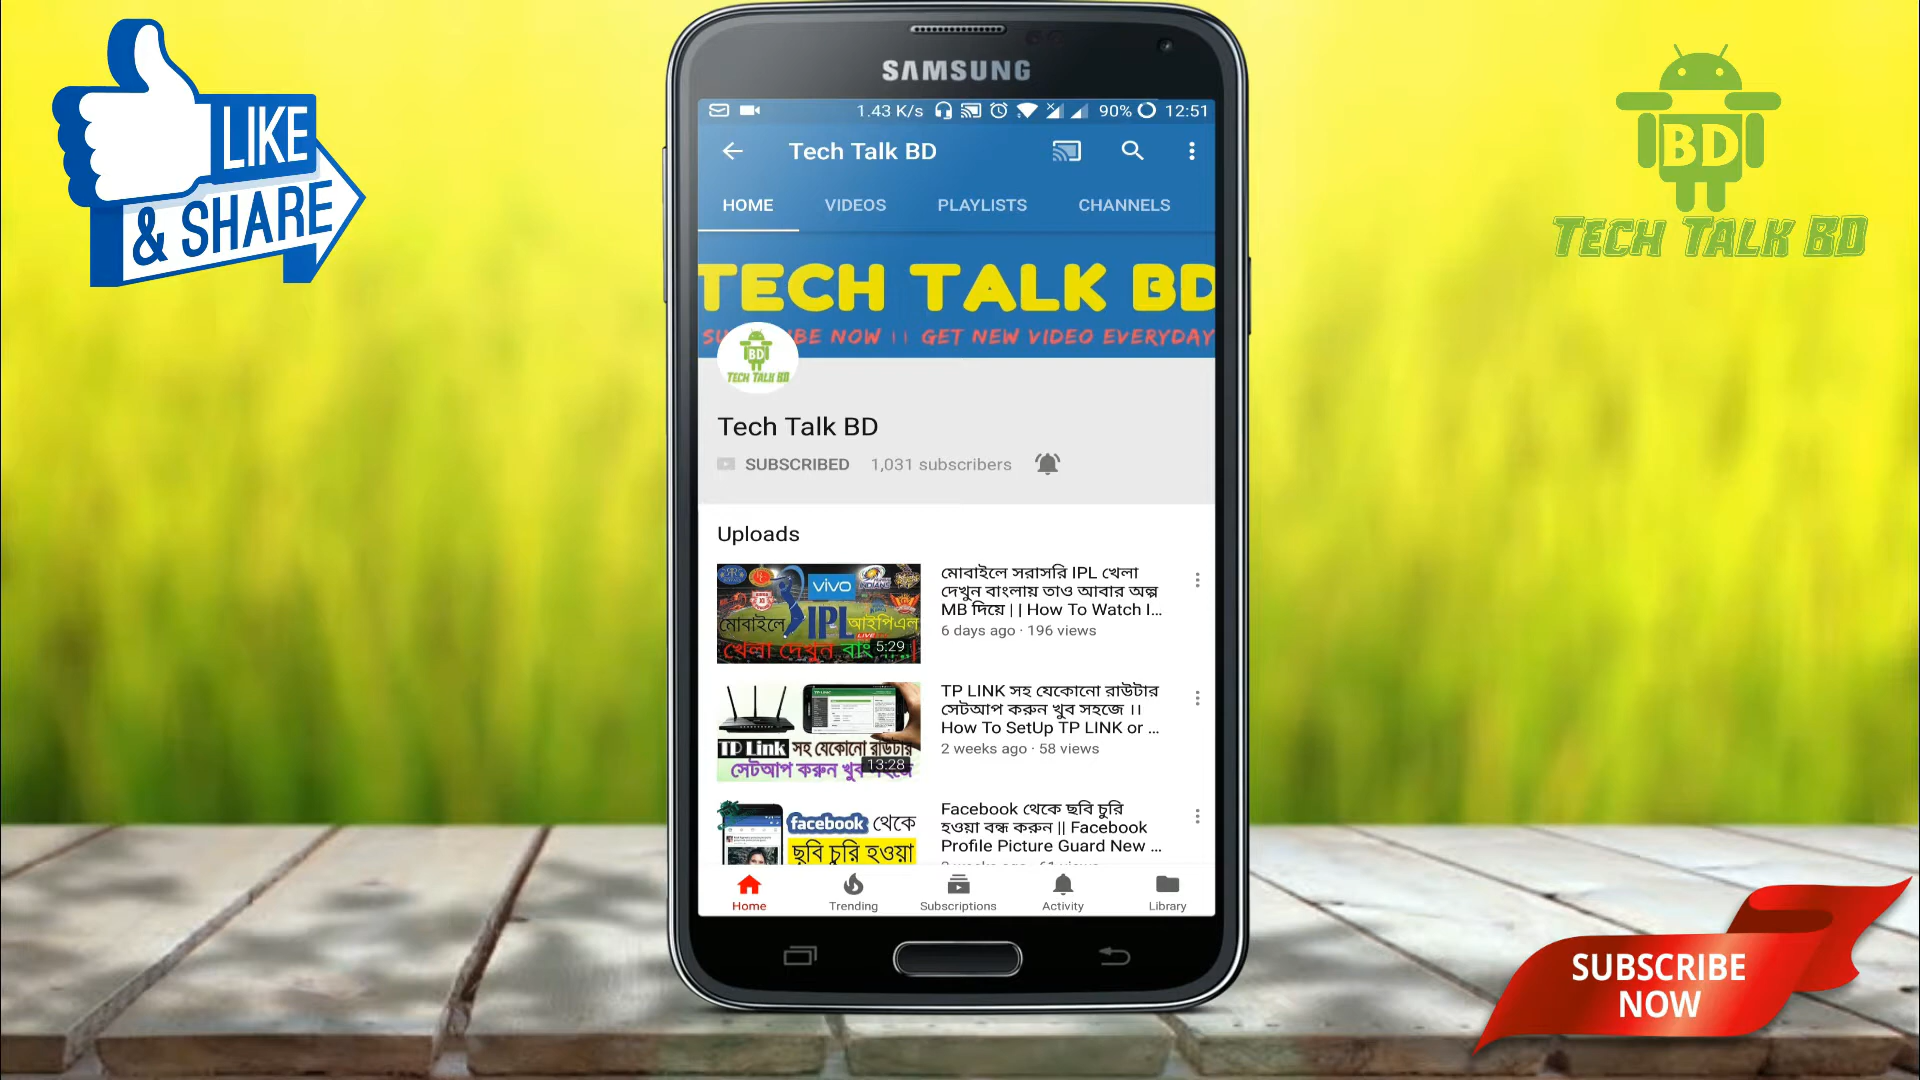 LIKE
& SHARE
SAMSUNG
1.43 K/s 90% 12:51
Tech Talk BD
HOME VIDEOS PLAYLISTS CHANNELS
TECH TALK BD
BE NOW || GET NEW VIDEO EVERYDAY
BD
TECH TALK BD
Tech Talk BD
SUBSCRIBED 1,031 subscribers
Uploads
vivo
IPL
মোবাইলে
আইপিএল
খেলা দেখুন
5:29
মোবাইলে সরাসরি IPL খেলা
দেখুন বাংলায় তাও আবার অল্প
MB দিয়ে | | How To Watch I...
6 days ago · 196 views
TP Link সহ যেকোনো রাউটার
সেটআপ করুন খুব সহজে
13:28
TP LINK সহ যেকোনো রাউটার
সেটআপ করুন খুব সহজে ।।
How To SetUp TP LINK or ...
2 weeks ago · 58 views
facebook থেকে
ছবি চুরি হওয়া
Facebook থেকে ছবি চুরি
হওয়া বন্ধ করুন || Facebook
Profile Picture Guard New ...
Home Trending Subscriptions Activity Library
BD
TECH TALK BD
SUBSCRIBE
NOW